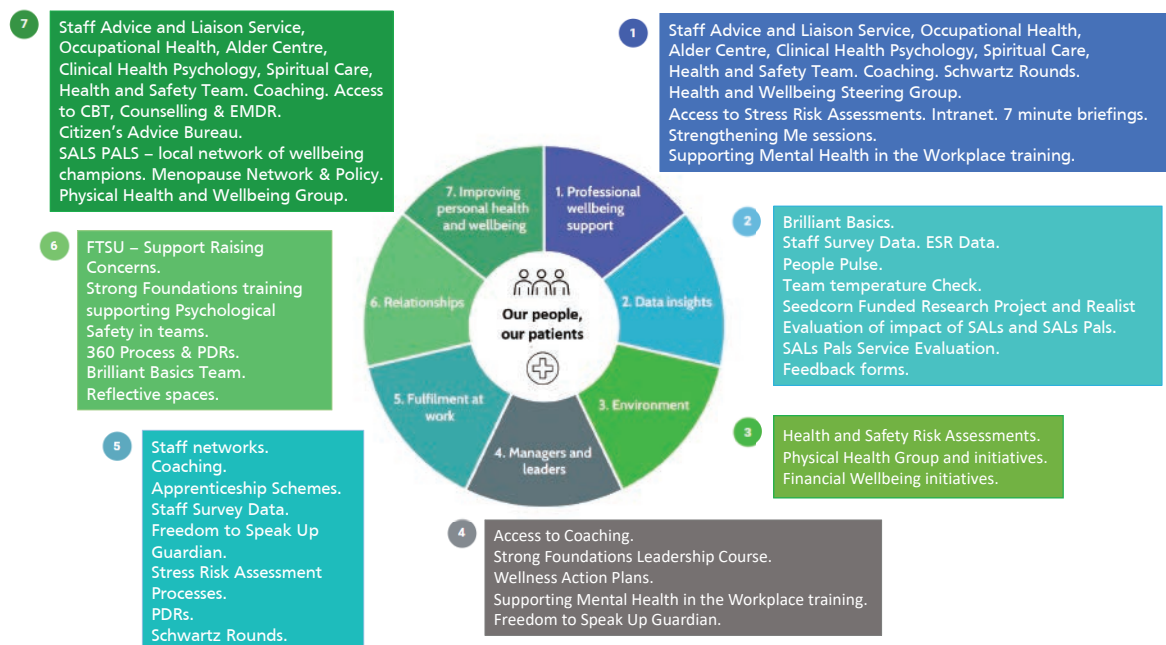 7
Staff Advice and Liaison Service,
Occupational Health, Alder Centre,
Clinical Health Psychology, Spiritual Care,
Health and Safety Team. Coaching. Access
to CBT, Counselling & EMDR.
Citizen's Advice Bureau.
SALS PALS – local network of wellbeing
champions. Menopause Network & Policy.
Physical Health and Wellbeing Group.
1
Staff Advice and Liaison Service, Occupational Health,
Alder Centre, Clinical Health Psychology, Spiritual Care,
Health and Safety Team. Coaching. Schwartz Rounds.
Health and Wellbeing Steering Group.
Access to Stress Risk Assessments. Intranet. 7 minute briefings.
Strengthening Me sessions.
Supporting Mental Health in the Workplace training.
7. Improving
personal health
and wellbeing
1. Professional
wellbeing
support
6. Relationships
2. Data insights
Our people,
our patients
5. Fulfilment at
work
3. Environment
4. Managers and
leaders
6
FTSU – Support Raising
Concerns.
Strong Foundations training
supporting Psychological
Safety in teams.
360 Process & PDRs.
Brilliant Basics Team.
Reflective spaces.
2
Brilliant Basics.
Staff Survey Data. ESR Data.
People Pulse.
Team temperature Check.
Seedcorn Funded Research Project and Realist
Evaluation of impact of SALs and SALs Pals.
SALs Pals Service Evaluation.
Feedback forms.
5
Staff networks.
Coaching.
Apprenticeship Schemes.
Staff Survey Data.
Freedom to Speak Up
Guardian.
Stress Risk Assessment
Processes.
PDRs.
Schwartz Rounds.
3
Health and Safety Risk Assessments.
Physical Health Group and initiatives.
Financial Wellbeing initiatives.
4
Access to Coaching.
Strong Foundations Leadership Course.
Wellness Action Plans.
Supporting Mental Health in the Workplace training.
Freedom to Speak Up Guardian.